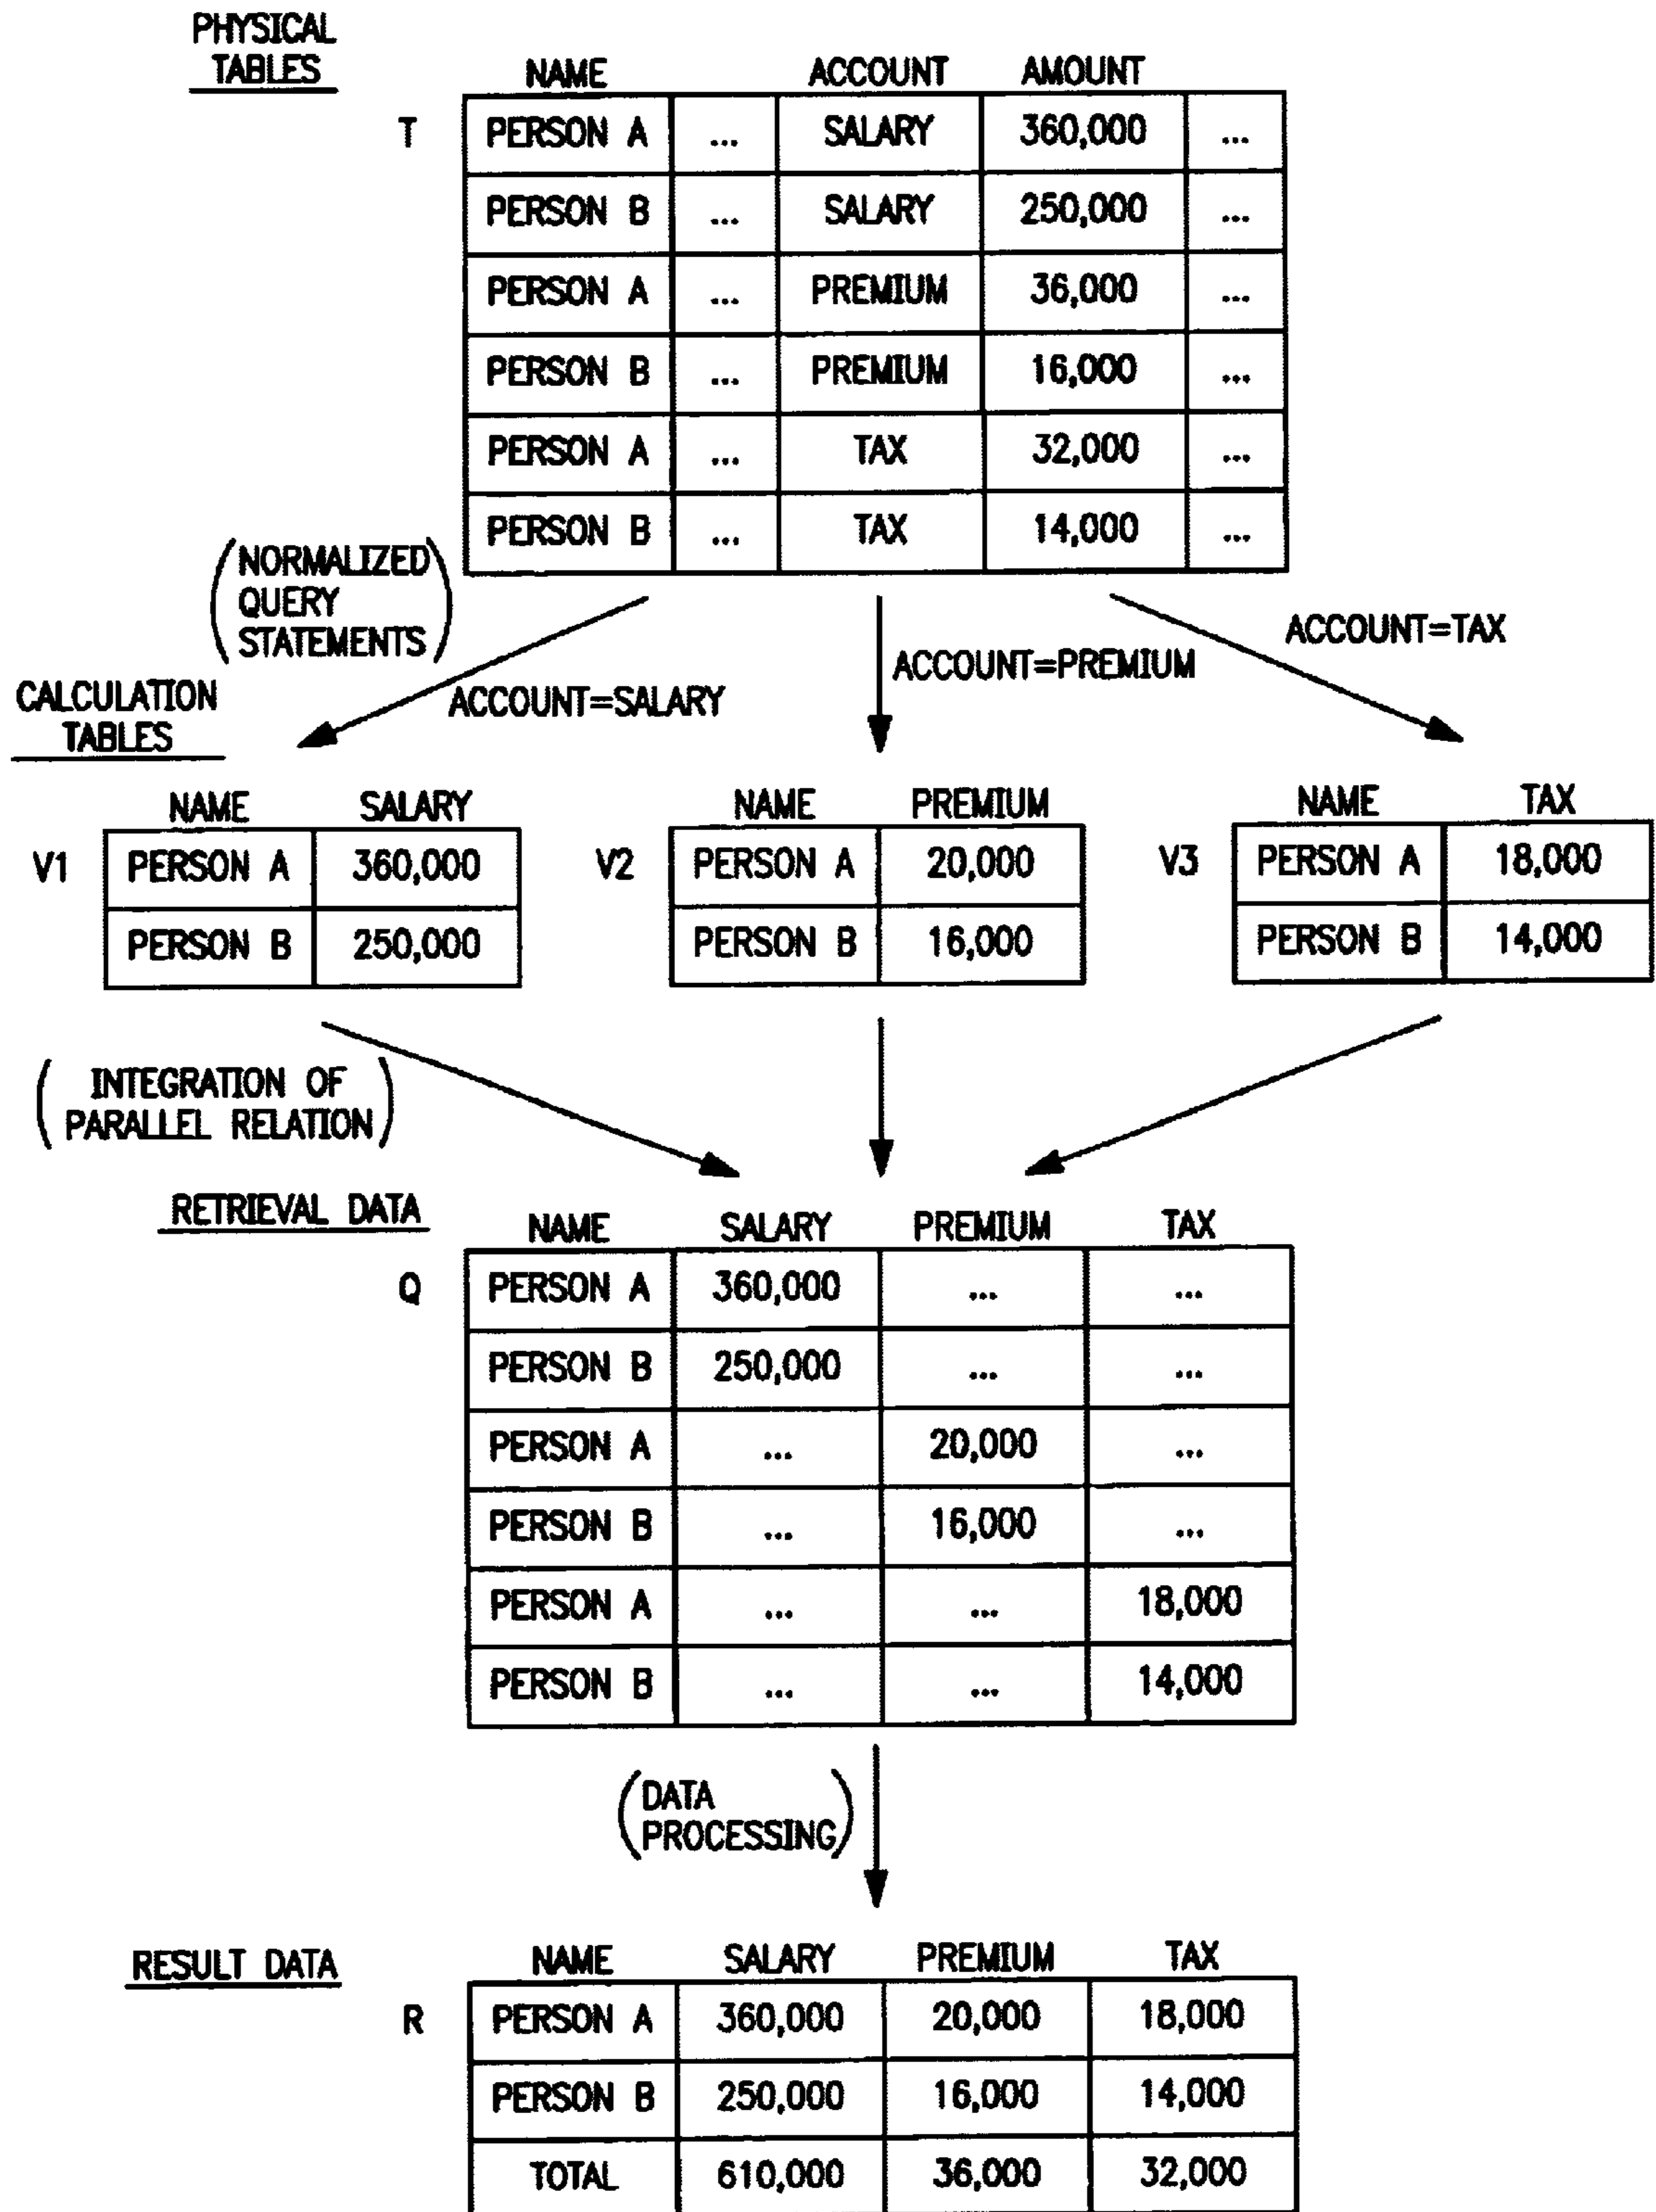 PHYSICAL
TABLES
NAME ACCOUNT AMOUNT
T PERSON A ... SALARY 360,000 ...
PERSON B ... SALARY 250,000 ...
PERSON A ... PREMIUM 36,000 ...
PERSON B ... PREMIUM 16,000 ...
PERSON A ... TAX 32,000 ...
PERSON B ... TAX 14,000 ...
(NORMALIZED
QUERY
STATEMENTS)
ACCOUNT=SALARY
ACCOUNT=PREMIUM
ACCOUNT=TAX
CALCULATION
TABLES
NAME SALARY
V1 PERSON A 360,000
PERSON B 250,000
NAME PREMIUM
V2 PERSON A 20,000
PERSON B 16,000
NAME TAX
V3 PERSON A 18,000
PERSON B 14,000
(INTEGRATION OF
PARALLEL RELATION)
RETRIEVAL DATA
NAME SALARY PREMIUM TAX
Q PERSON A 360,000 ... ...
PERSON B 250,000 ... ...
PERSON A ... 20,000 ...
PERSON B ... 16,000 ...
PERSON A ... ... 18,000
PERSON B ... ... 14,000
(DATA
PROCESSING)
RESULT DATA
NAME SALARY PREMIUM TAX
R PERSON A 360,000 20,000 18,000
PERSON B 250,000 16,000 14,000
TOTAL 610,000 36,000 32,000